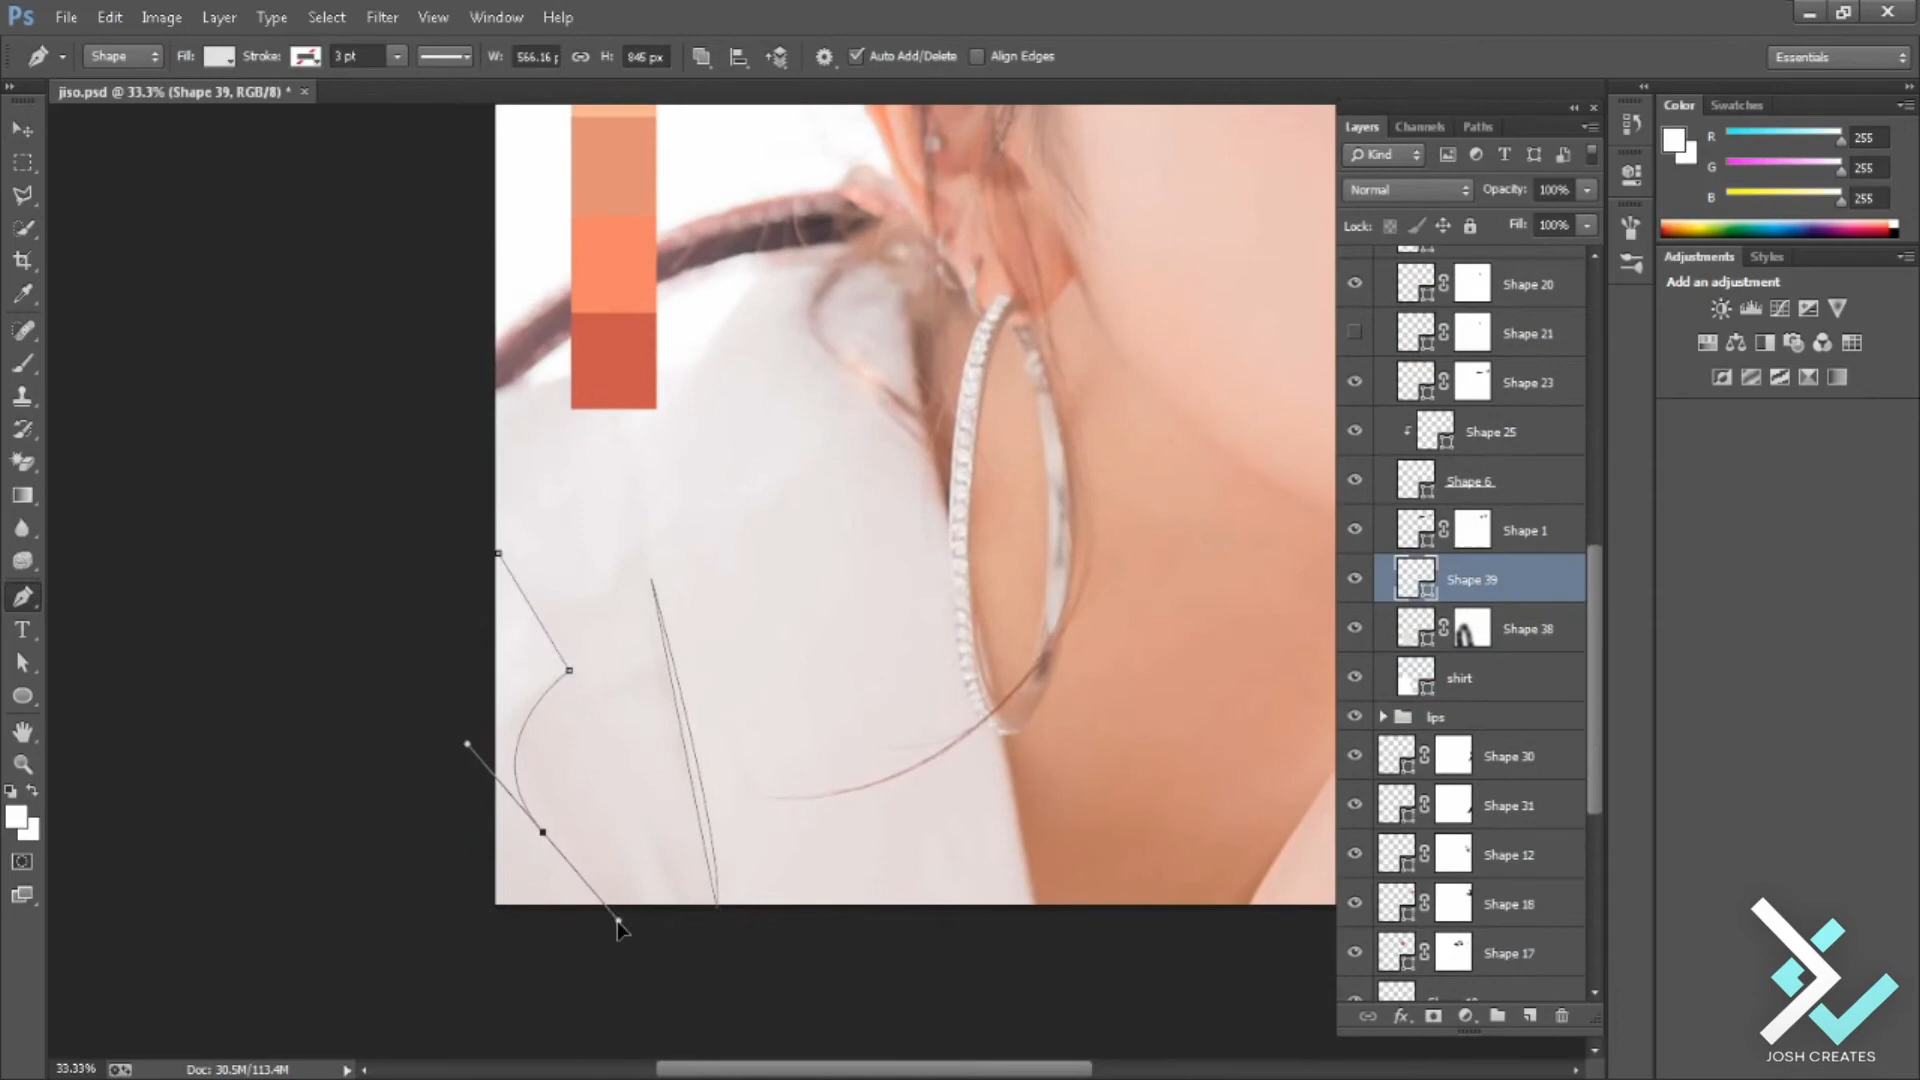 Ps File Edit Image Layer Type Select Filter View Window Help
Shape Fill: Stroke: 3 pt W: 566.16 H: 845 px Auto Add/Delete Align Edges Essentials
jiso.psd @ 33.3% (Shape 39, RGB/8) *
Layers Channels Paths
Kind
Normal Opacity: 100%
Lock: Fill: 100%
Shape 20
Shape 21
Shape 23
Shape 25
Shape 6
Shape 1
Shape 39
Shape 38
shirt
lips
Shape 30
Shape 31
Shape 12
Shape 18
Shape 17
fx
Color Swatches
R 255
G 255
B 255
Adjustments Styles
Add an adjustment
JOSH CREATES
33.33% Doc: 30.5M/113.4M